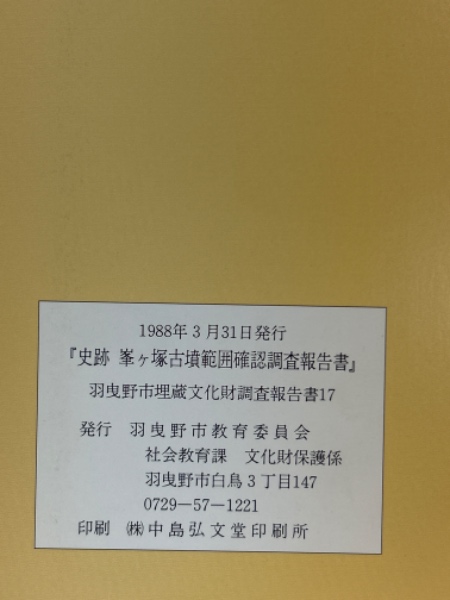 1988年3月31日発行
『史跡 峯ヶ塚古墳範囲確認調査報告書』
羽曳野市埋蔵文化財調査報告書17
発行 羽曳野市教育委員会
社会教育課 文化財保護係
羽曳野市白鳥3丁目147
0729-57-1221
印刷 ㈱中島弘文堂印刷所